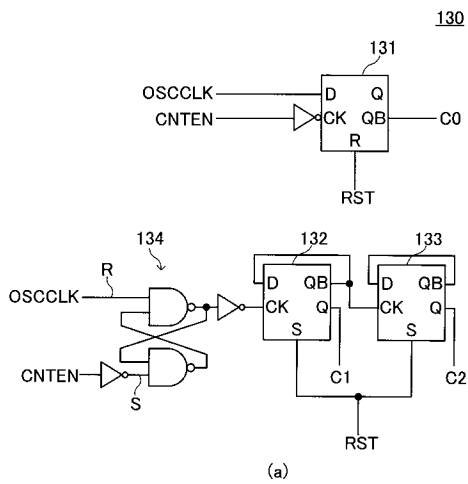 130
131
OSCCLK
D Q
CNTEN
CK QB
C0
R
RST
134
132
133
R
OSCCLK
D QB
D QB
CK Q
CK Q
S
S
CNTEN
S
C1
C2
RST
(a)